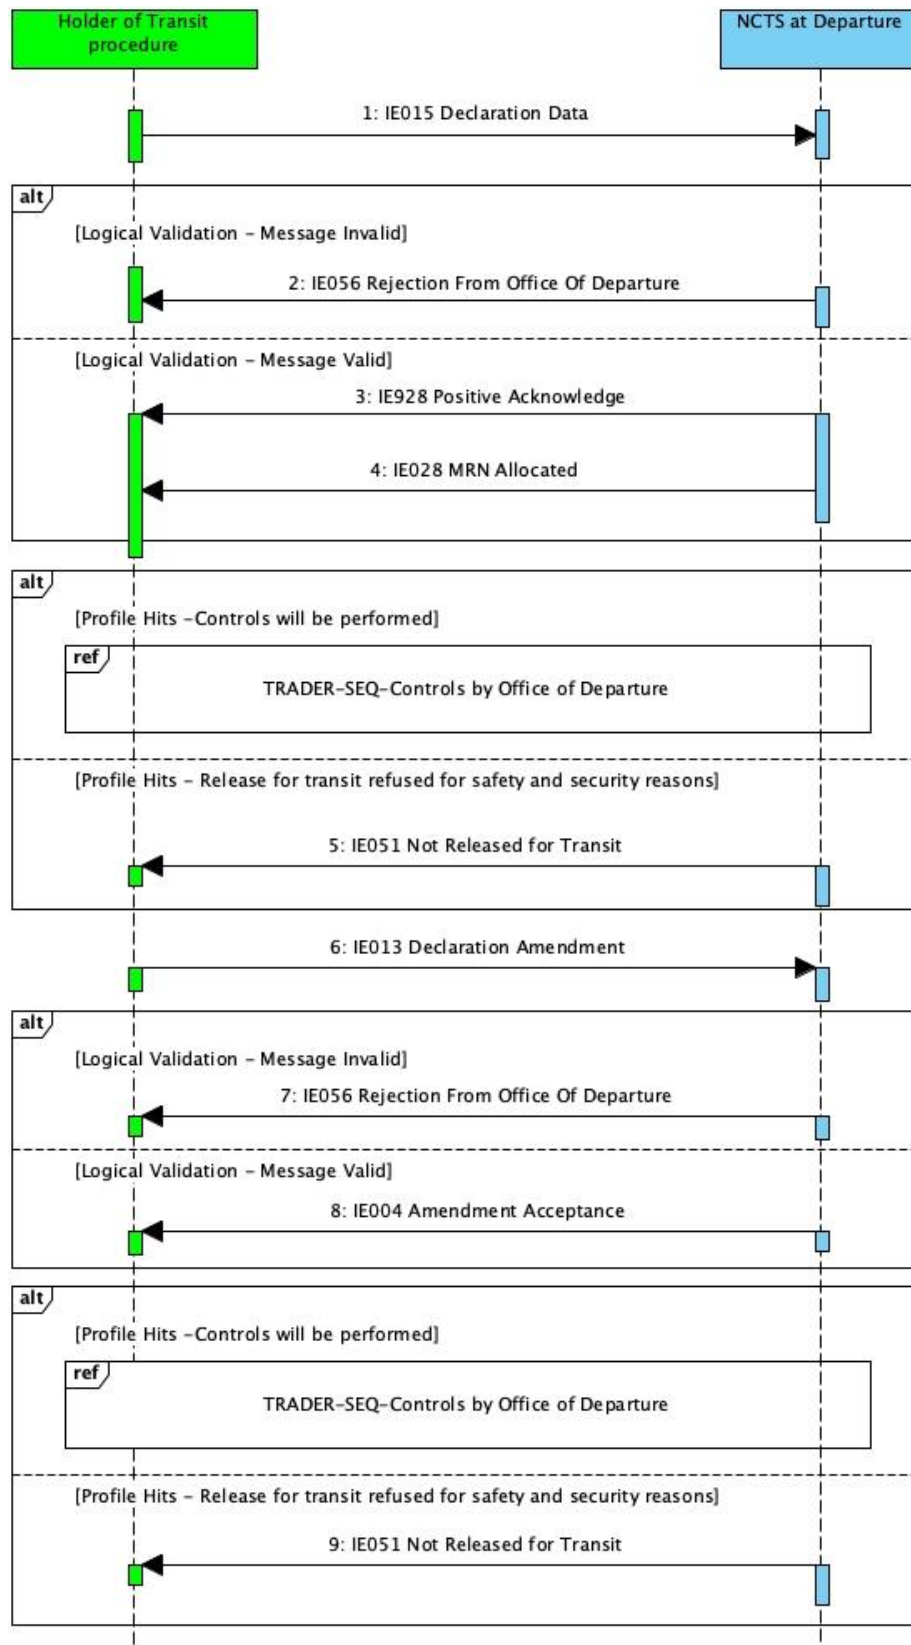 Holder of Transit
procedure
NCTS at Departure
1: IE015 Declaration Data
alt
[Logical Validation – Message Invalid]
2: IE056 Rejection From Office Of Departure
[Logical Validation – Message Valid]
3: IE928 Positive Acknowledge
4: IE028 MRN Allocated
alt
[Profile Hits –Controls will be performed]
ref
TRADER–SEQ–Controls by Office of Departure
[Profile Hits – Release for transit refused for safety and security reasons]
5: IE051 Not Released for Transit
6: IE013 Declaration Amendment
alt
[Logical Validation – Message Invalid]
7: IE056 Rejection From Office Of Departure
[Logical Validation – Message Valid]
8: IE004 Amendment Acceptance
alt
[Profile Hits –Controls will be performed]
ref
TRADER–SEQ–Controls by Office of Departure
[Profile Hits – Release for transit refused for safety and security reasons]
9: IE051 Not Released for Transit